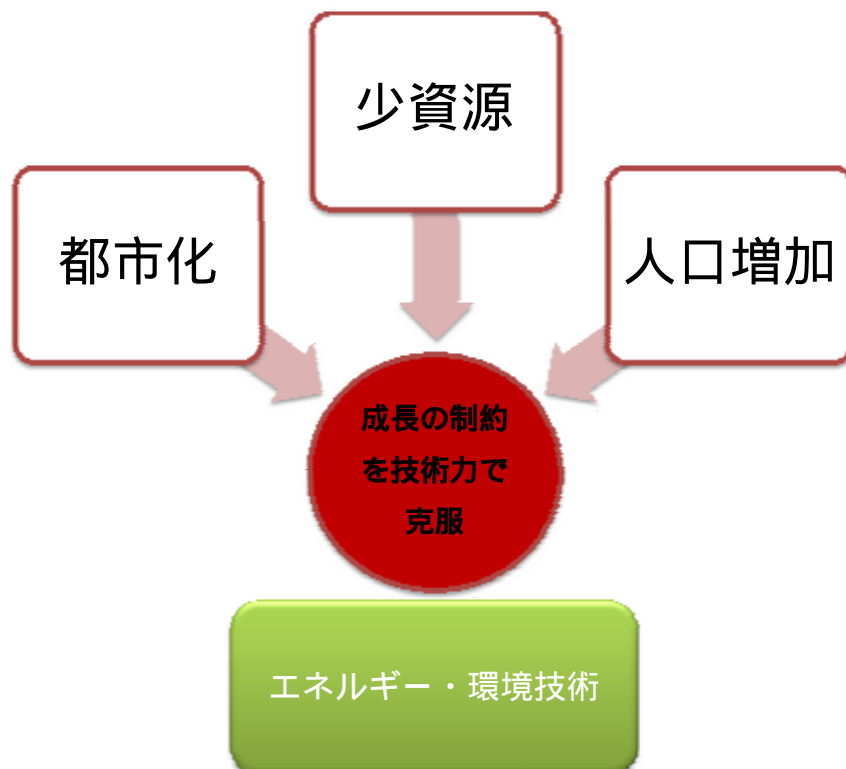 少資源
都市化
人口増加
成長の制約
を技術力で
克服
エネルギー・環境技術